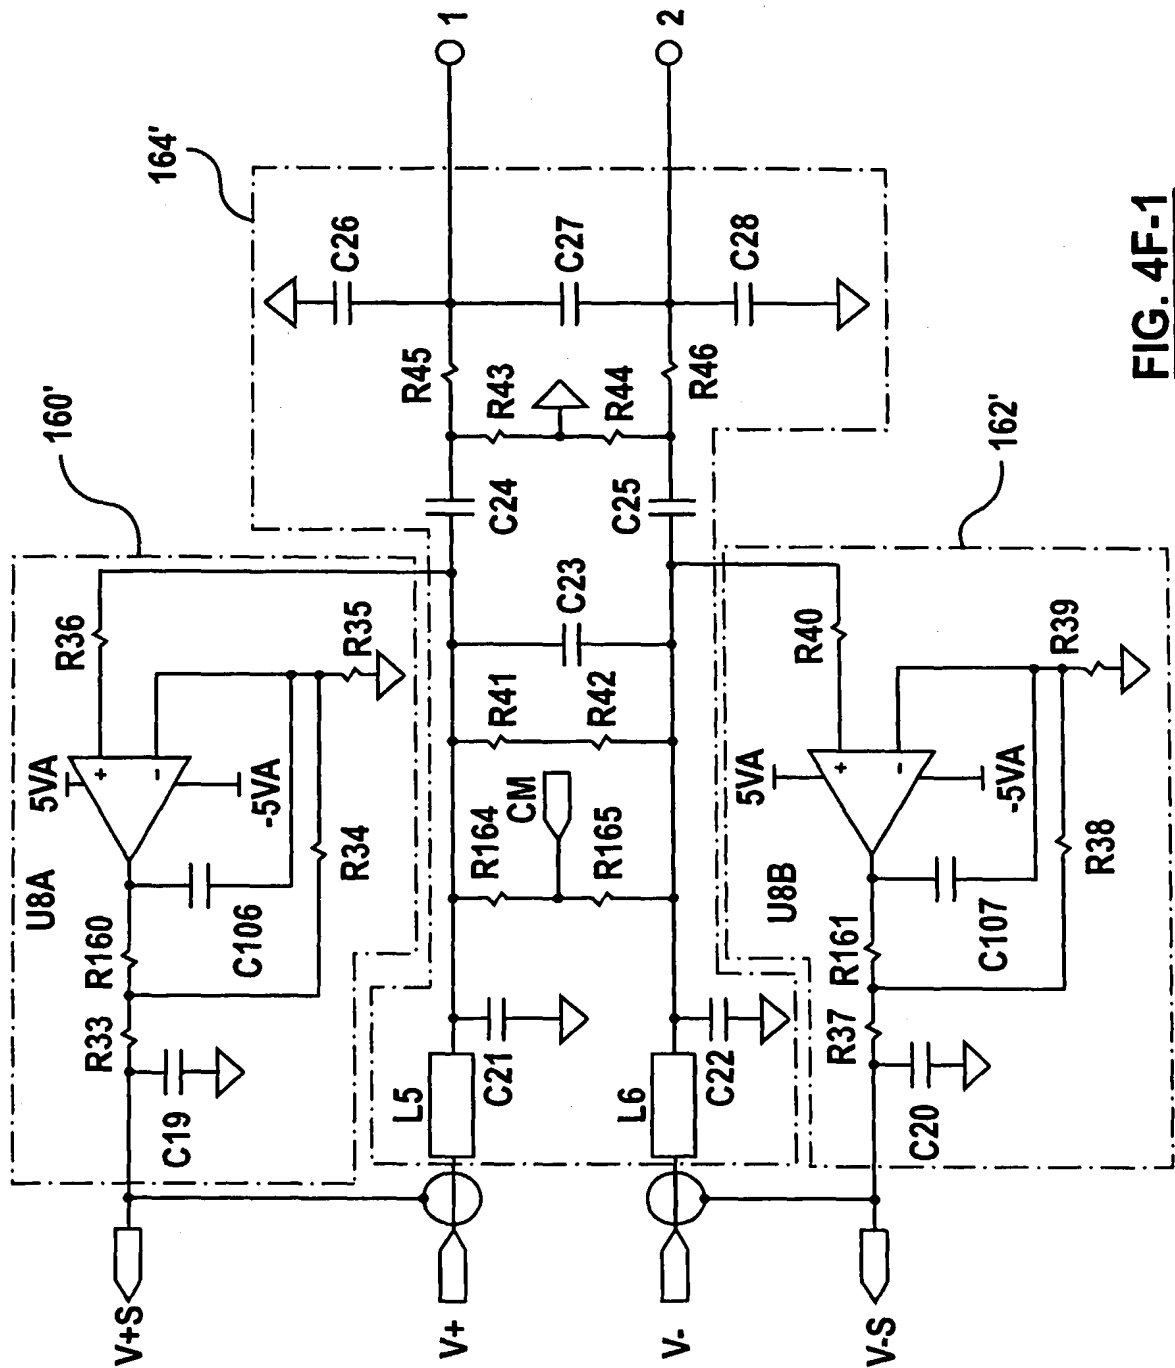 V+S
V+
V-
V-S
160'
U8A
5VA
+
-
-5VA
R36
R35
R34
C106
R160
R33
C19
164'
L5
C21
R164
CM
R165
R41
R42
C23
C24
C25
R45
R43
R44
R46
C26
C27
C28
1
2
L6
C22
162'
U8B
5VA
+
-
-5VA
R40
R39
R38
C107
R161
R37
C20
FIG. 4F-1